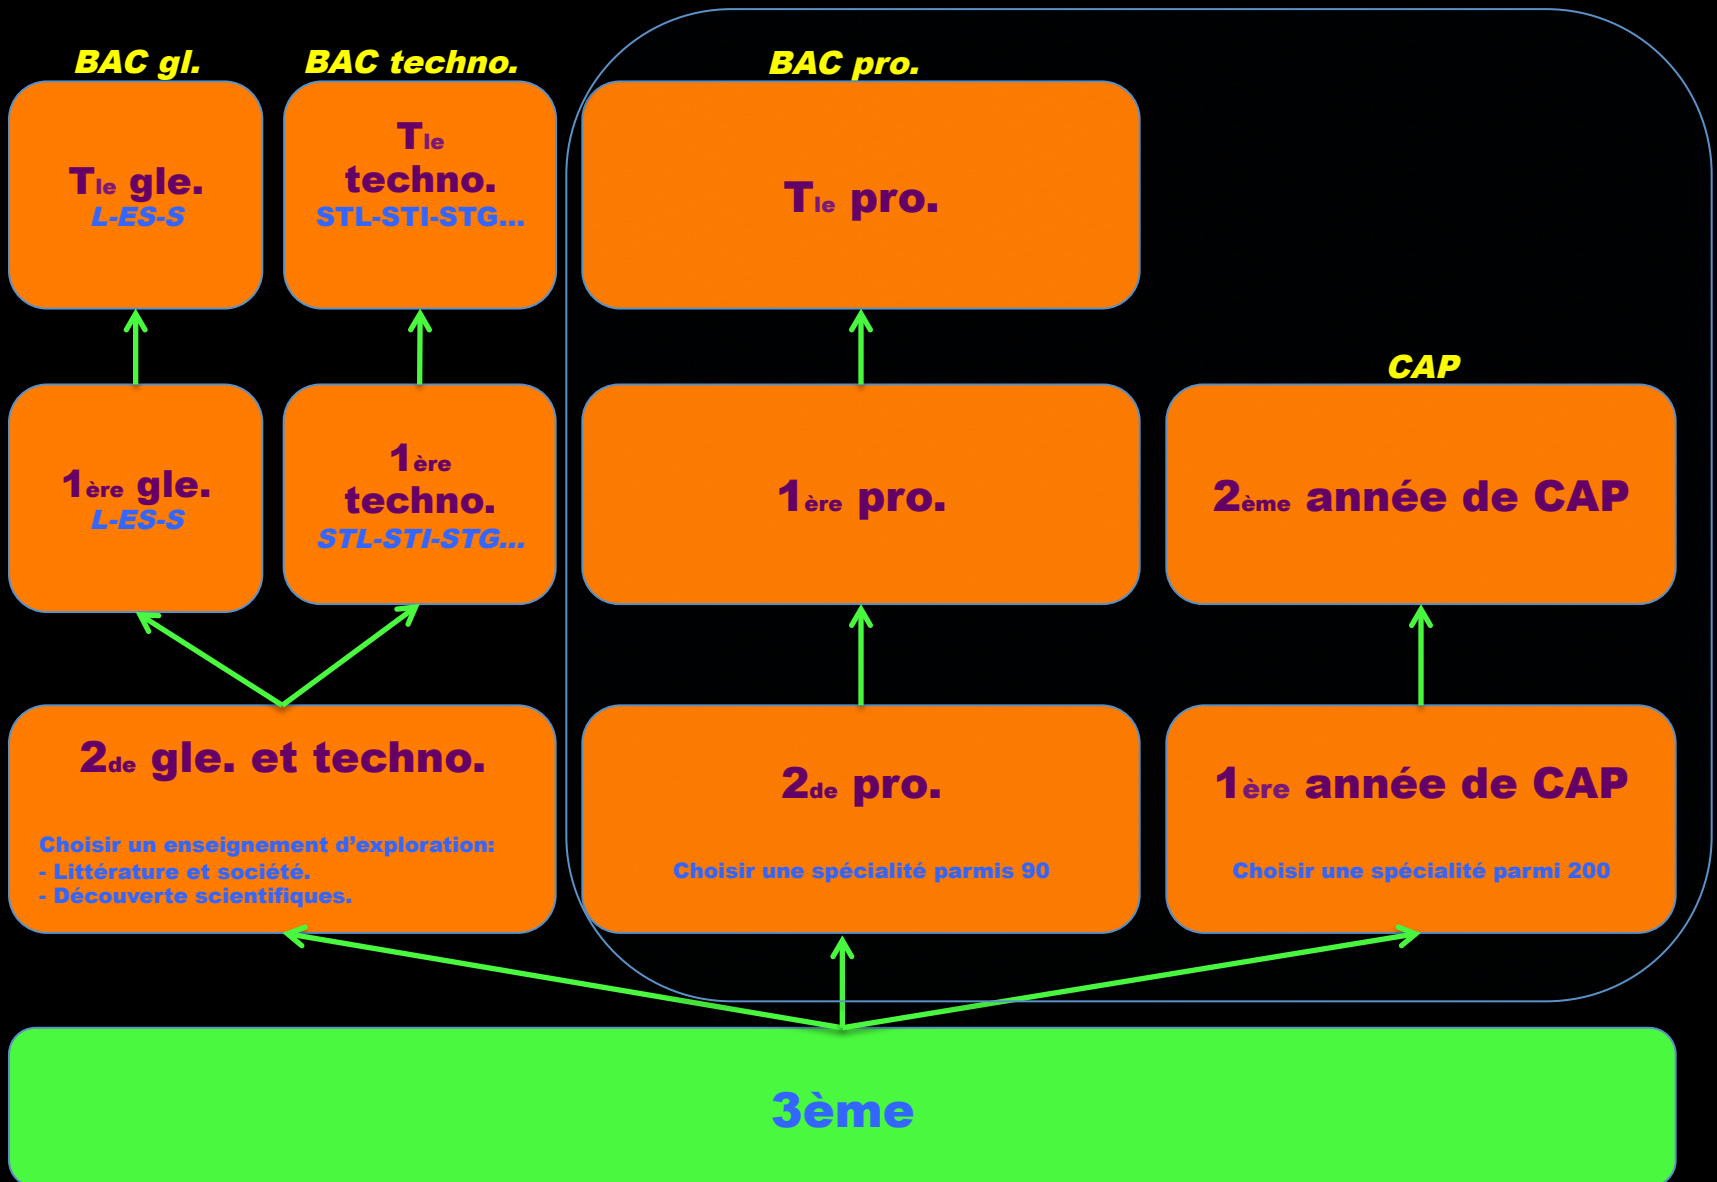 BAC gl.
BAC techno.
BAC pro.
Tle gle.
L-ES-S
Tle
techno.
STL-STI-STG...
Tle pro.
CAP
1ère gle.
L-ES-S
1ère
techno.
STL-STI-STG...
1ère pro.
2ème année de CAP
2de gle. et techno.
Choisir un enseignement d’exploration:
- Littérature et société.
- Découverte scientifiques.
2de pro.
Choisir une spécialité parmis 90
1ère année de CAP
Choisir une spécialité parmi 200
3ème